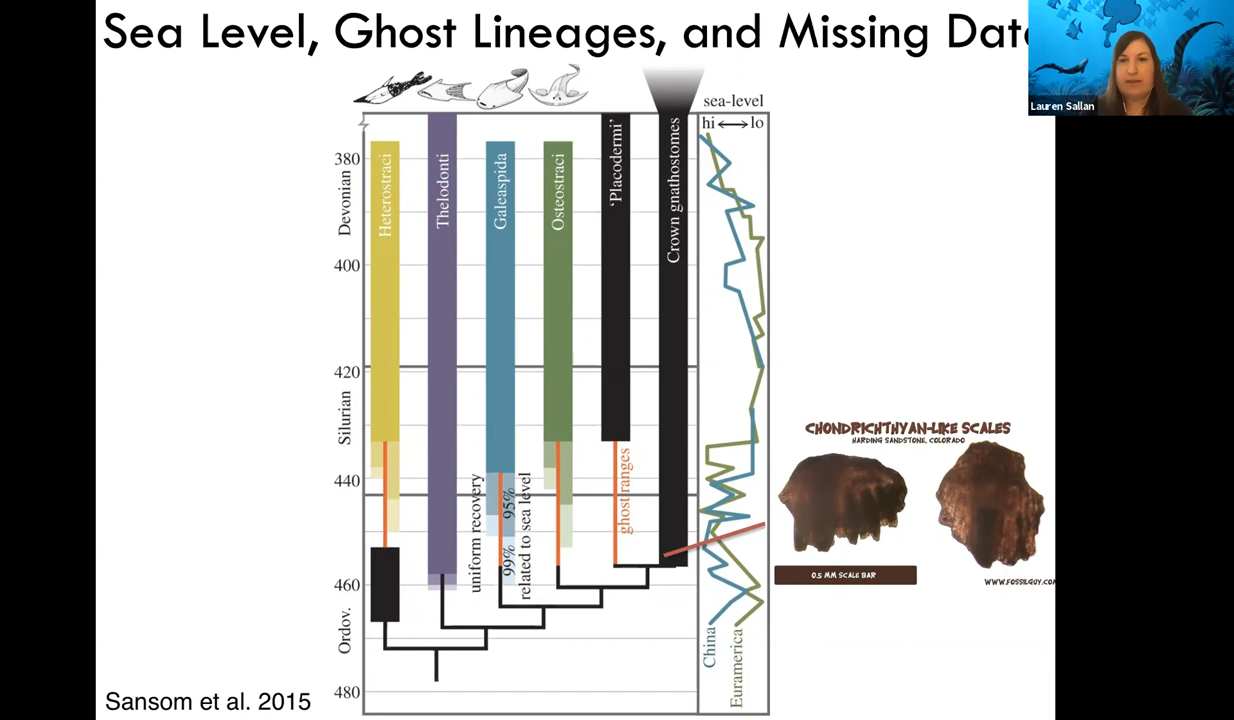 Sea Level, Ghost Lineages, and Missing Data
Lauren Sallan
sea-level
hi lo
Heterostraci
Thelodonti
Galeaspida
Osteostraci
‘Placodermi’
Crown gnathostomes
Devonian
Silurian
Ordov.
380
400
420
440
460
480
uniform recovery
99% 95%
related to sea level
ghost ranges
China
Euramerica
CHONDRICHTHYAN-LIKE SCALES
HARDING SANDSTONE, COLORADO
0.5 MM SCALE BAR
WWW.FOSSILGUY.COM
Sansom et al. 2015